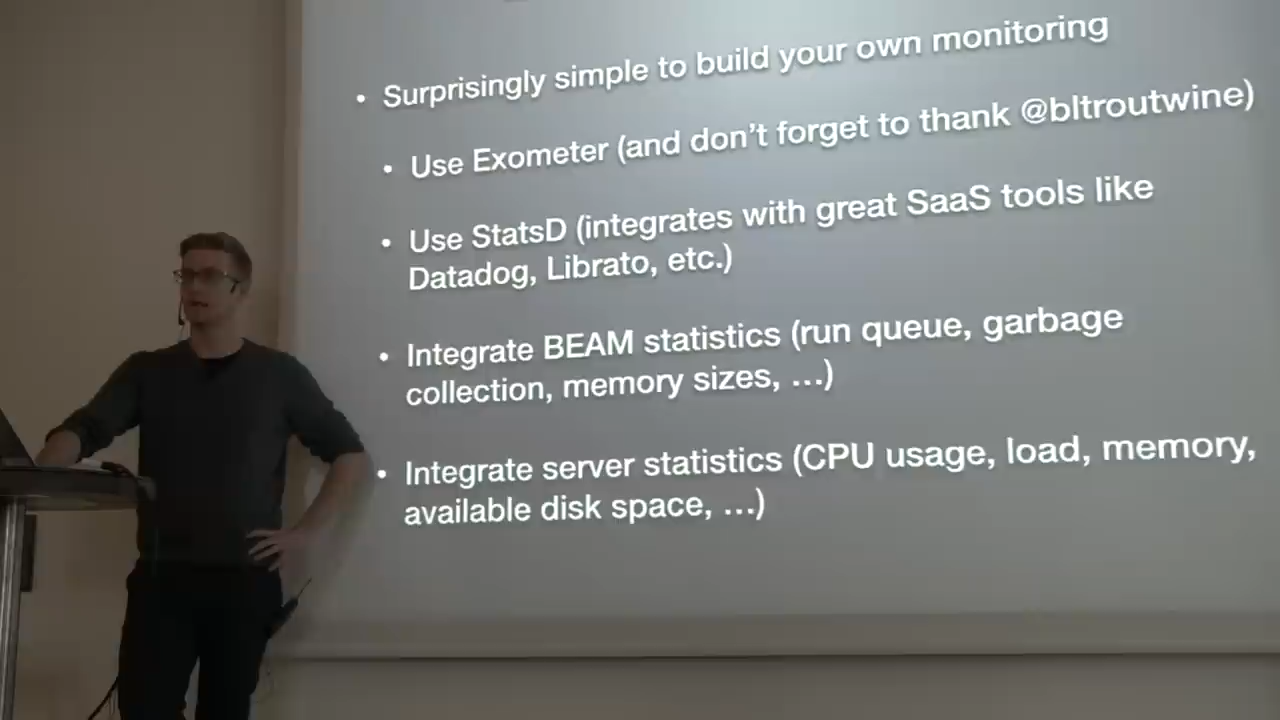 • Surprisingly simple to build your own monitoring
• Use Exometer (and don't forget to thank @bltroutwine)
• Use StatsD (integrates with great SaaS tools like
Datadog, Librato, etc.)
• Integrate BEAM statistics (run queue, garbage
collection, memory sizes, …)
• Integrate server statistics (CPU usage, load, memory,
available disk space, …)